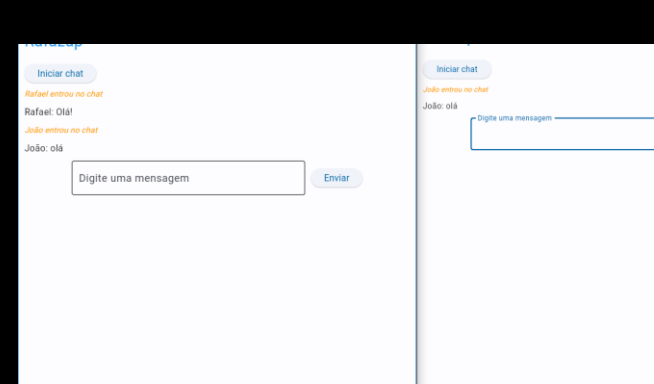 Iniciar chat
Rafael entrou no chat
Rafael: Olá!
João entrou no chat
João: olá
Digite uma mensagem
Enviar
Iniciar chat
João entrou no chat
João: olá
Digite uma mensagem